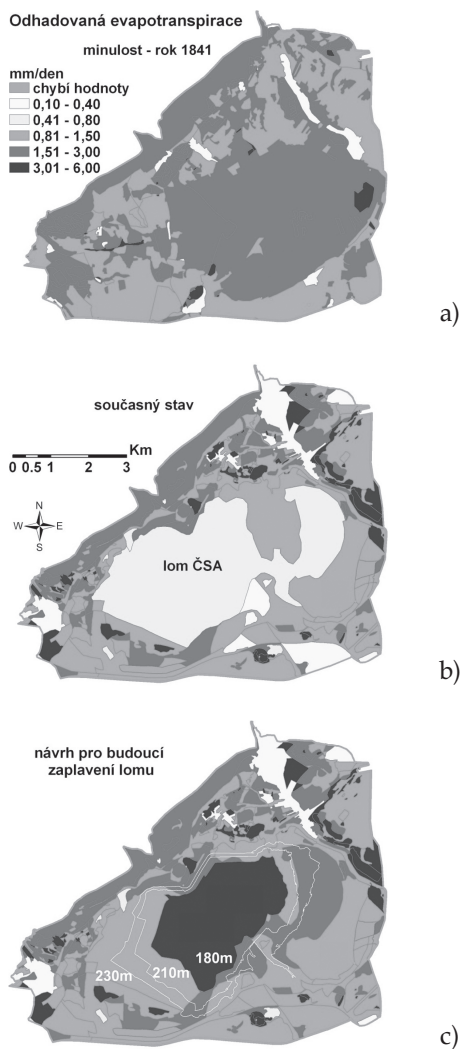 Odhadovaná evapotranspirace
minulost - rok 1841
mm/den
chybí hodnoty
0,10 - 0,40
0,41 - 0,80
0,81 - 1,50
1,51 - 3,00
3,01 - 6,00
a)
současný stav
Km
0 0.5 1 2 3
N
W E
S
lom ČSA
b)
návrh pro budoucí
zaplavení lomu
180m
210m
230m
c)